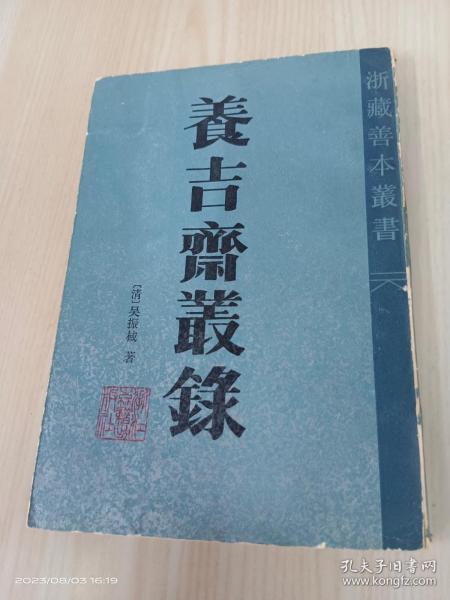 養吉齋叢錄
[清]吴振棫 著
浙藏善本叢書
2023/08/03 16:19
孔夫子旧书网
www.kongfz.com